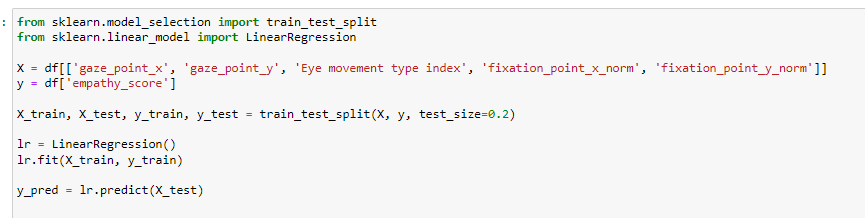 :
from sklearn.model_selection import train_test_split
from sklearn.linear_model import LinearRegression
X = df[['gaze_point_x', 'gaze_point_y', 'Eye movement type index', 'fixation_point_x_norm', 'fixation_point_y_norm']]
y = df['empathy_score']
X_train, X_test, y_train, y_test = train_test_split(X, y, test_size=0.2)
lr = LinearRegression()
lr.fit(X_train, y_train)
y_pred = lr.predict(X_test)